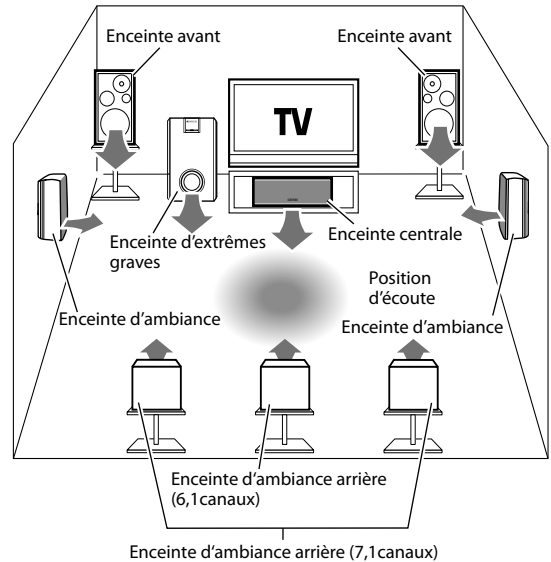 Enceinte avant
Enceinte avant
TV
Enceinte d'extrêmes
graves
Enceinte centrale
Position
d'écoute
Enceinte d'ambiance
Enceinte d'ambiance
Enceinte d'ambiance arrière
(6,1canaux)
Enceinte d'ambiance arrière (7,1canaux)